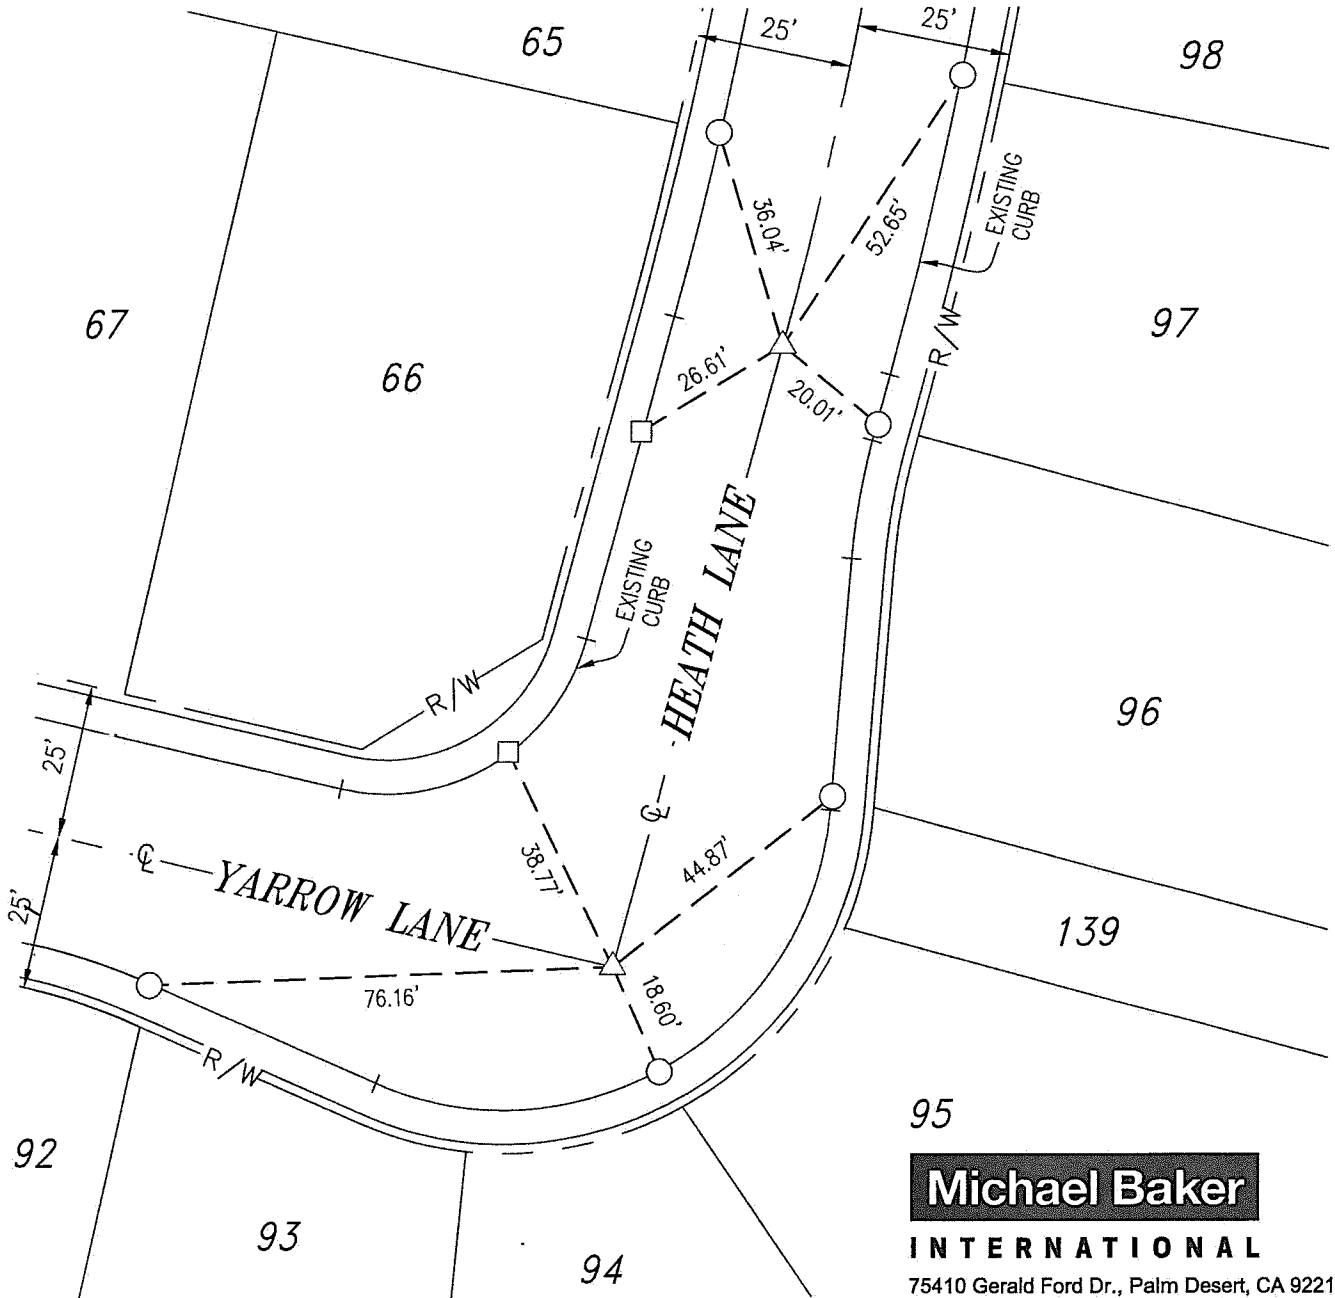 65
25'
25'
98
EXISTING
CURB
36.04'
52.65'
67
66
97
R/W
26.61'
20.01'
HEATH LANE
EXISTING
CURB
R/W
96
25'
℄
℄
YARROW LANE
38.77'
44.87'
25'
139
76.16'
18.60'
R/W
92
93
94
95
Michael Baker
INTERNATIONAL
75410 Gerald Ford Dr., Palm Desert, CA 9221